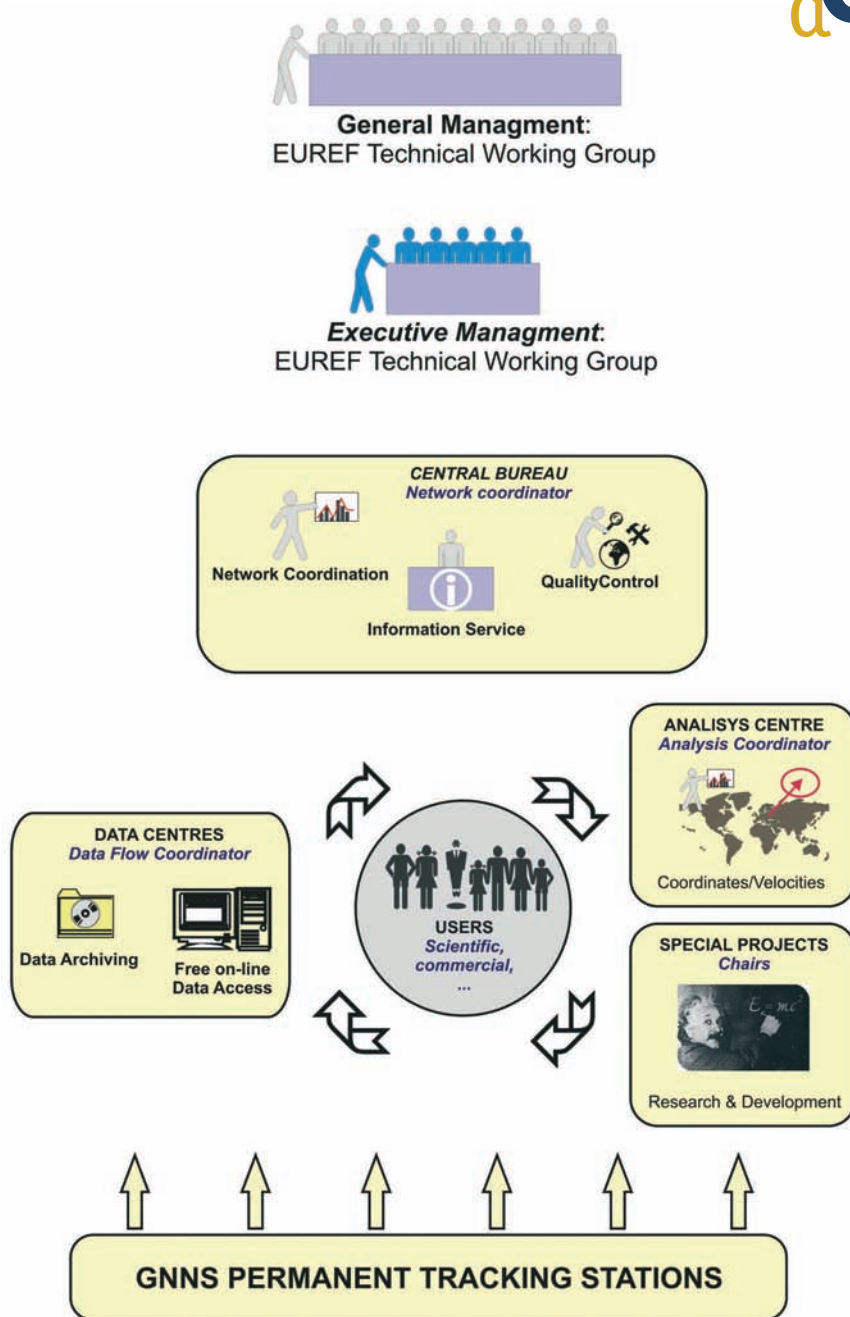 General Managment:
EUREF Technical Working Group
Executive Managment:
EUREF Technical Working Group
CENTRAL BUREAU
Network coordinator
Network Coordination
QualityControl
Information Service
ANALISYS CENTRE
Analysis Coordinator
Coordinates/Velocities
DATA CENTRES
Data Flow Coordinator
Data Archiving
Free on-line
Data Access
USERS
Scientific,
commercial,
...
SPECIAL PROJECTS
Chairs
E = mc²
Research & Development
GNNS PERMANENT TRACKING STATIONS